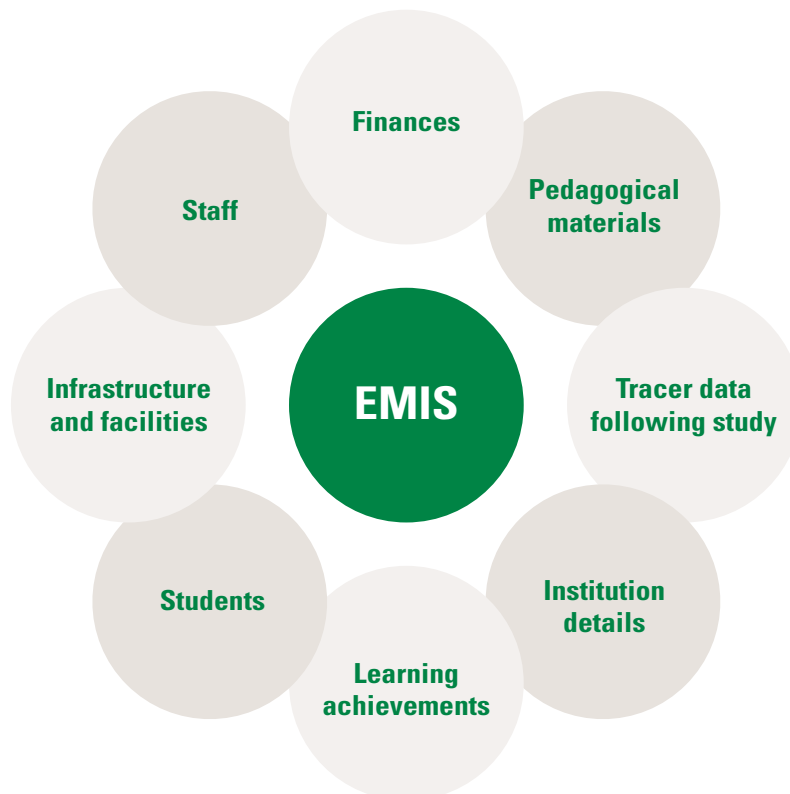 Finances
Pedagogical
materials
Staff
Infrastructure
and facilities
EMIS
Tracer data
following study
Students
Institution
details
Learning
achievements